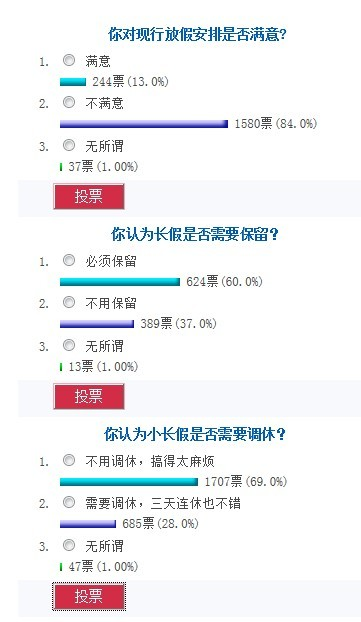 你对现行放假安排是否满意?
1. 满意
244票(13.0%)
2. 不满意
1580票(84.0%)
3. 无所谓
37票(1.00%)
投票
你认为长假是否需要保留?
1. 必须保留
624票(60.0%)
2. 不用保留
389票(37.0%)
3. 无所谓
13票(1.00%)
投票
你认为小长假是否需要调休?
1. 不用调休，搞得太麻烦
1707票(69.0%)
2. 需要调休，三天连休也不错
685票(28.0%)
3. 无所谓
47票(1.00%)
投票